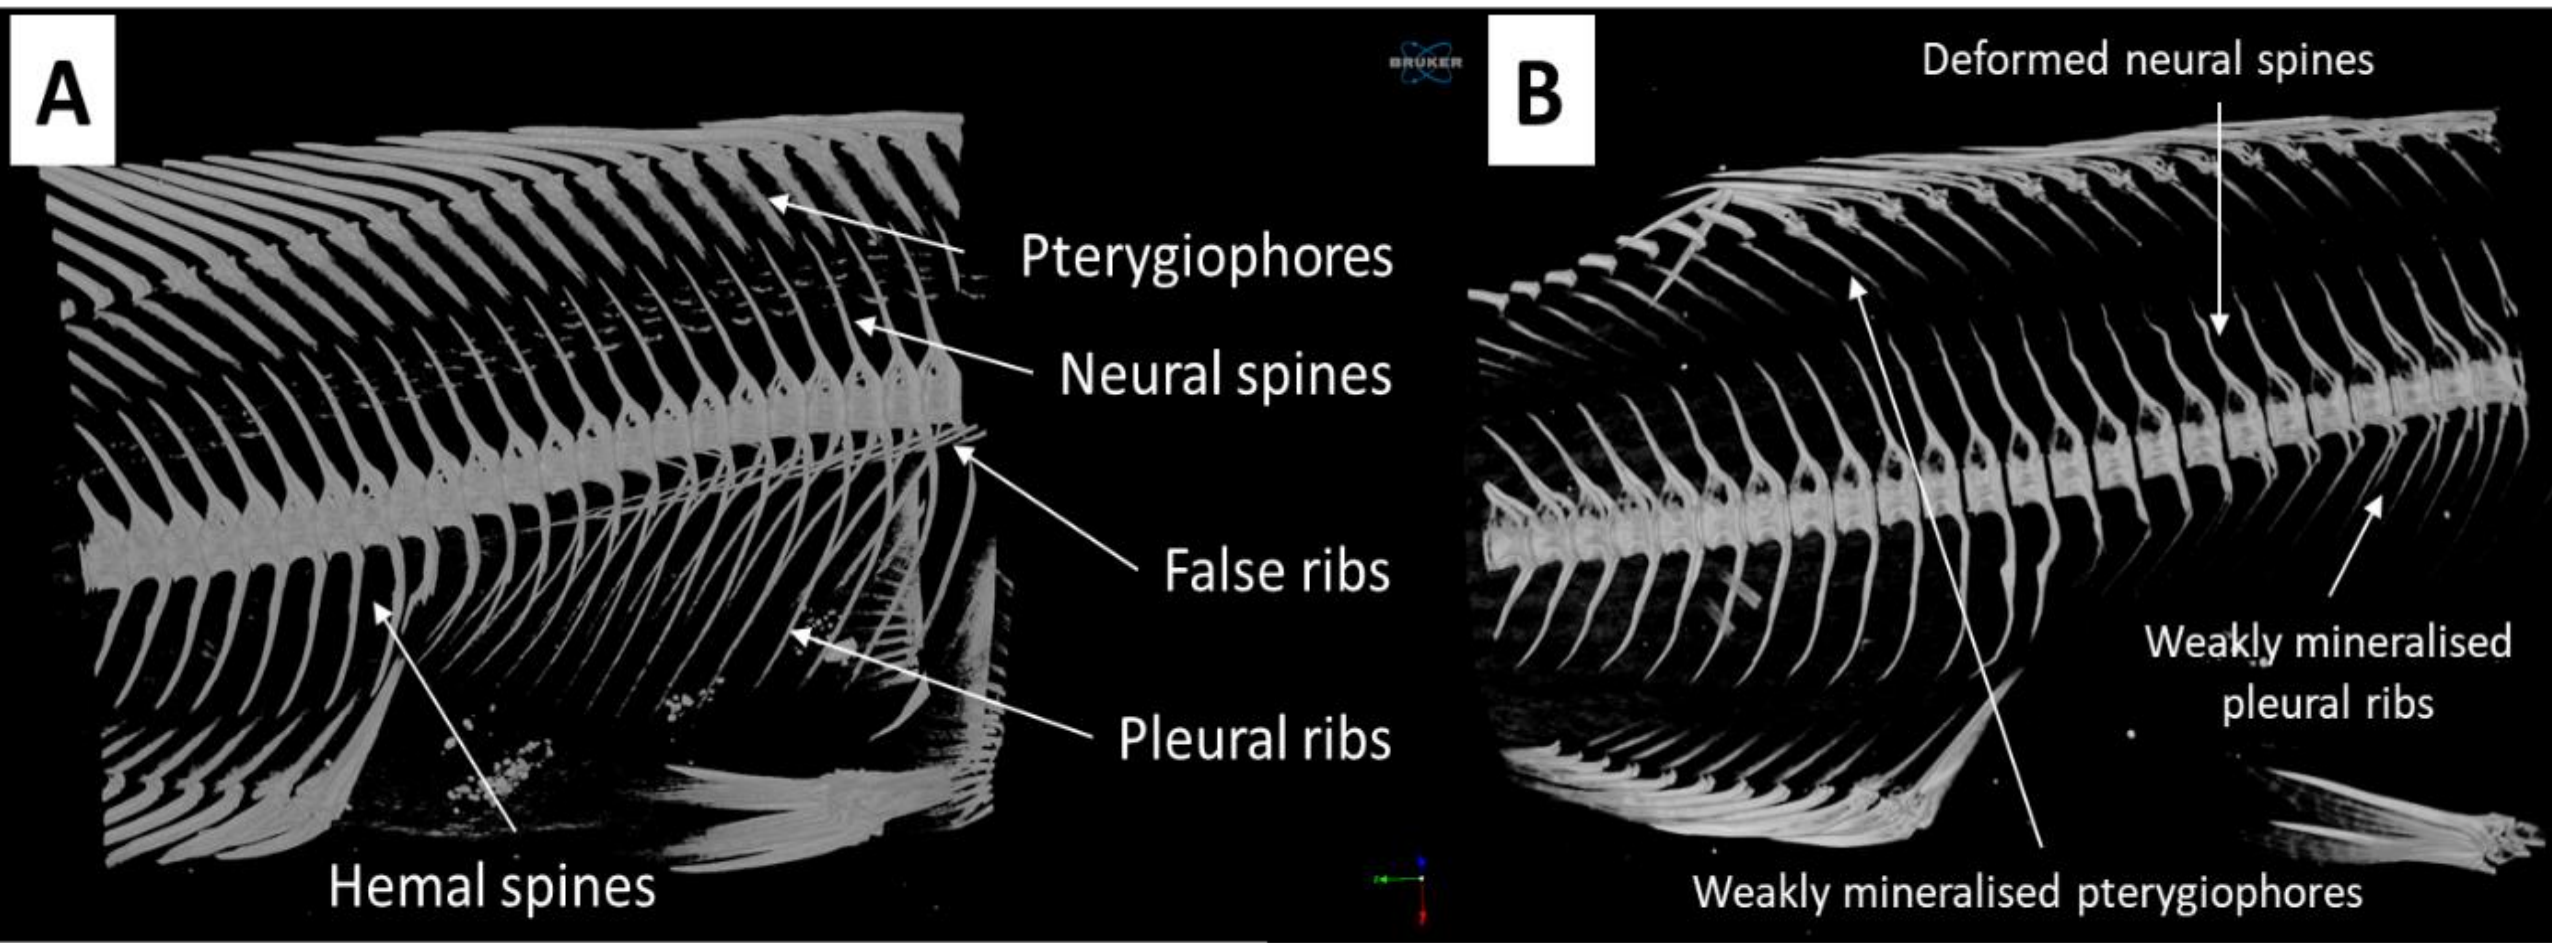 A
BRUKER
Pterygiophores
Neural spines
False ribs
Pleural ribs
Hemal spines
B
Deformed neural spines
Weakly mineralised
pleural ribs
Weakly mineralised pterygiophores